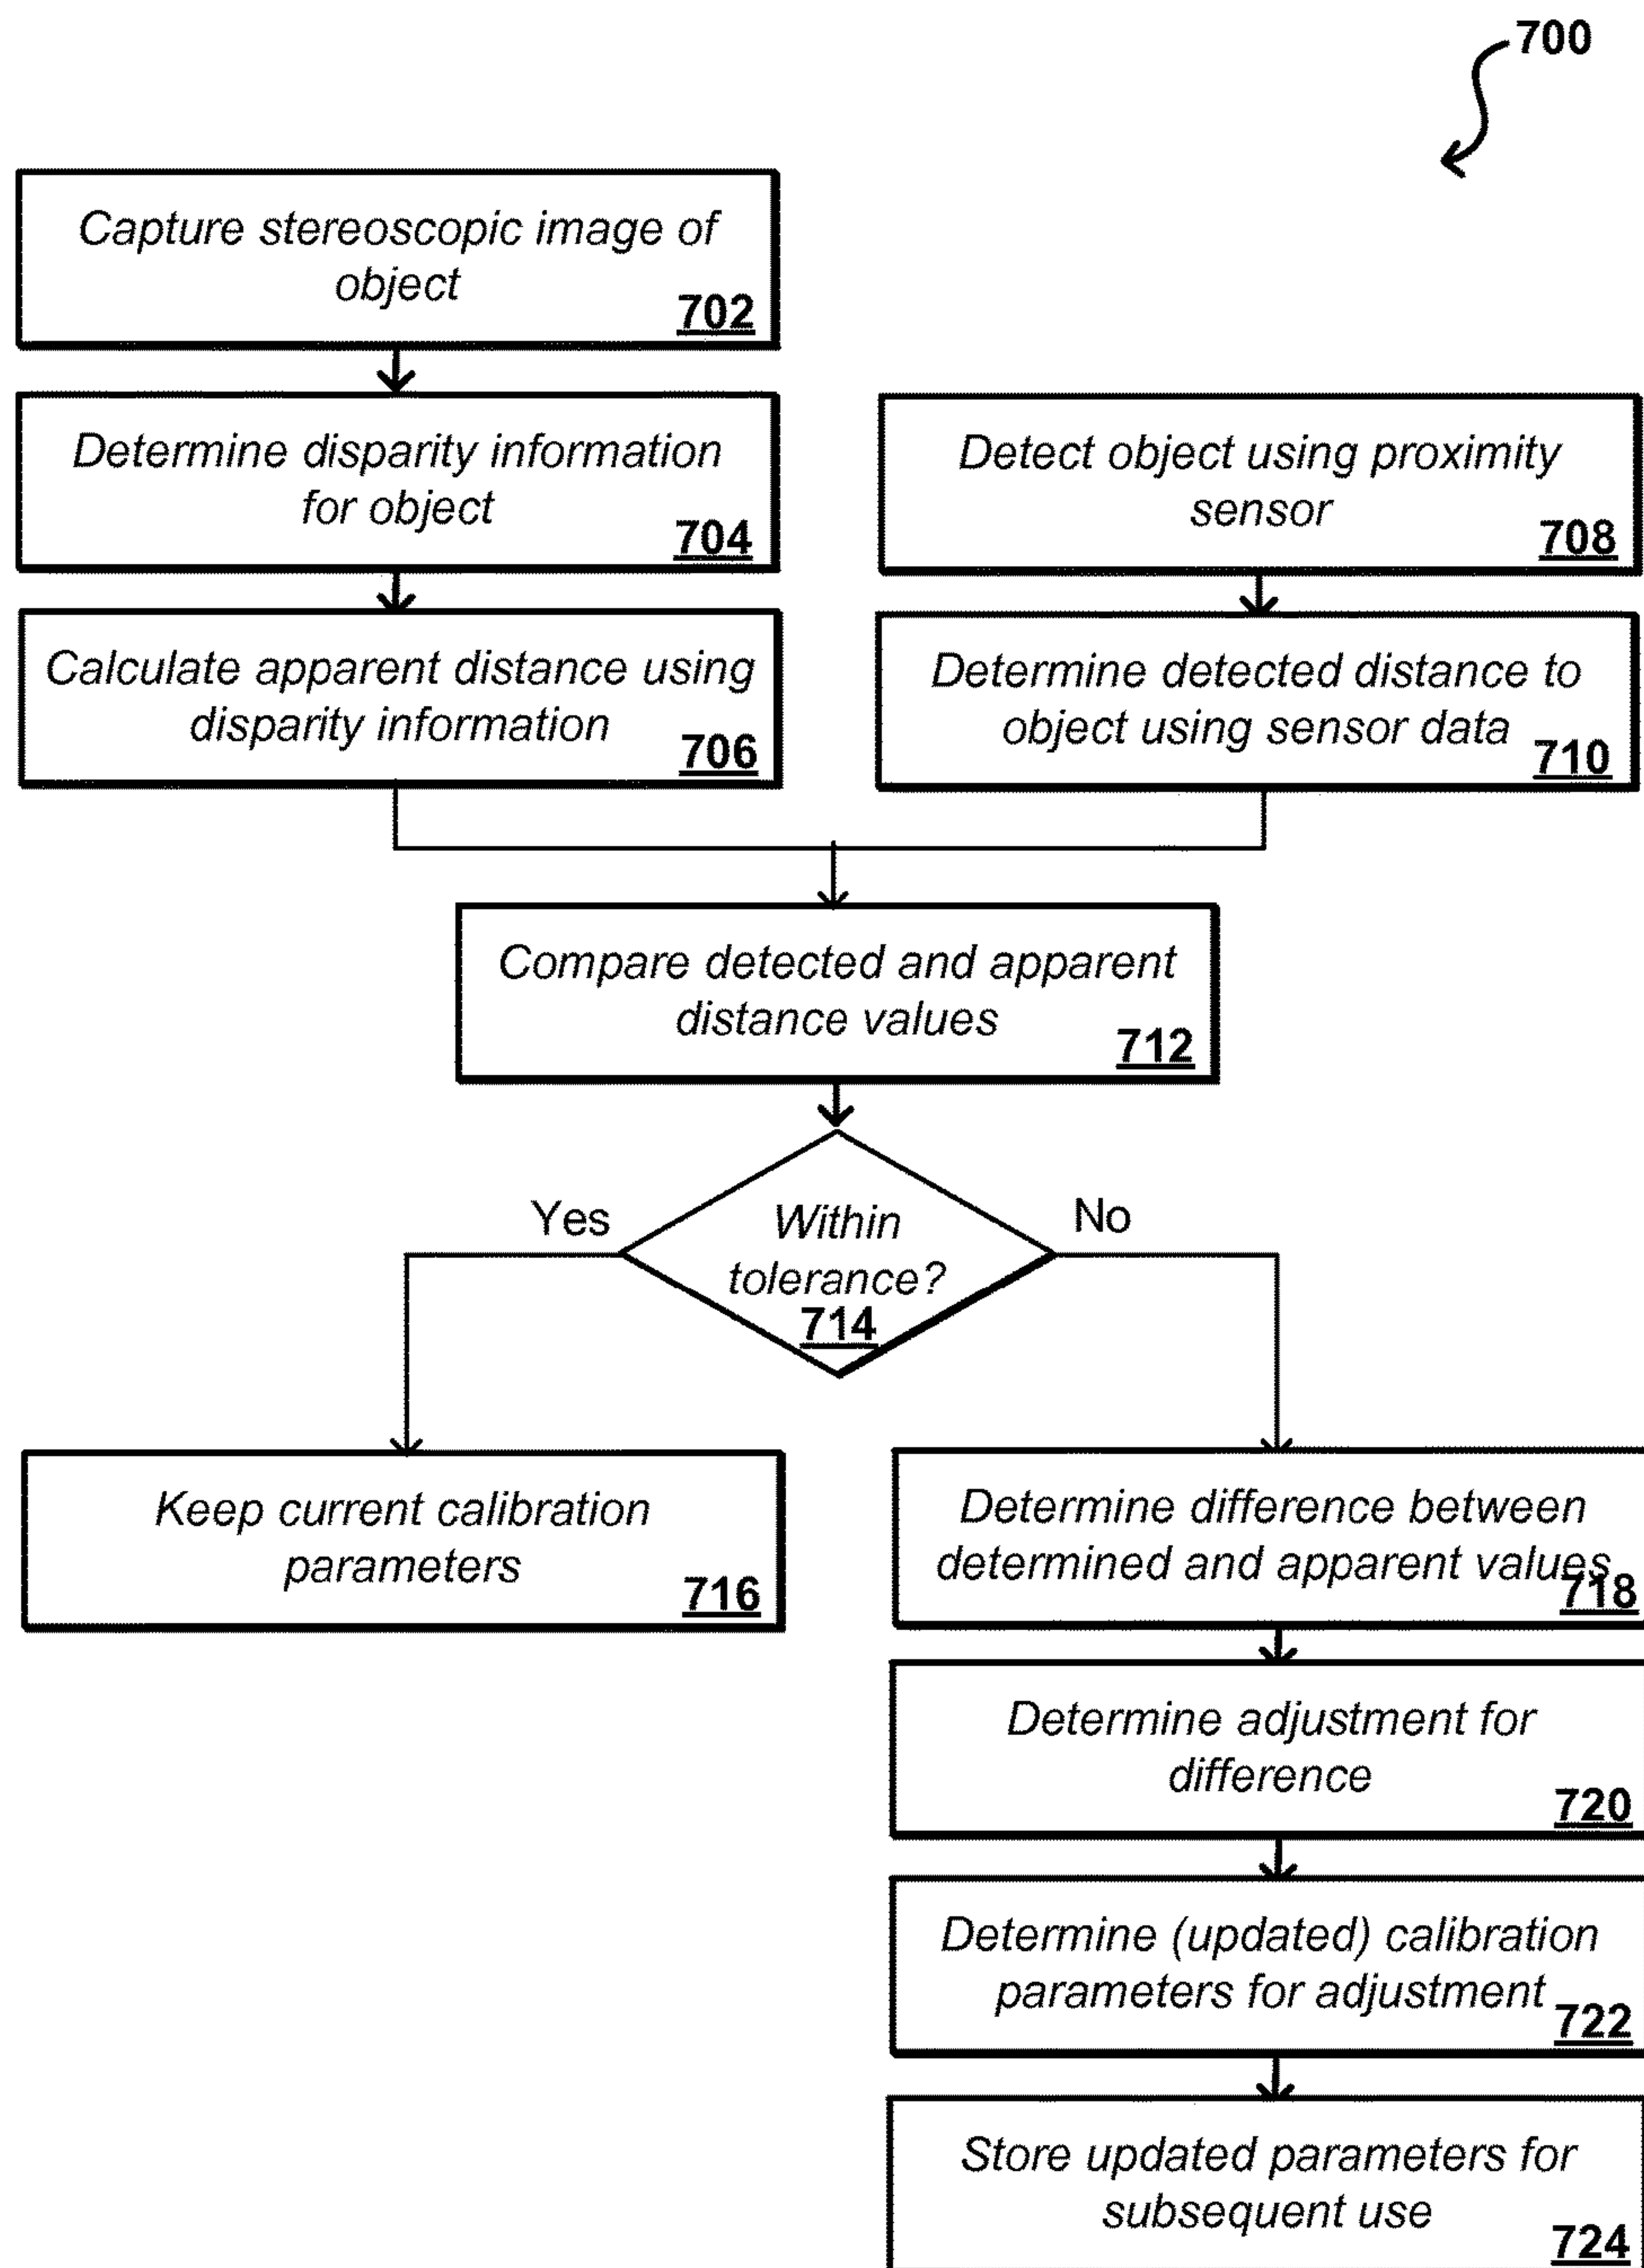 700
Capture stereoscopic image of
object
702
Determine disparity information
for object
704
Calculate apparent distance using
disparity information
706
Detect object using proximity
sensor
708
Determine detected distance to
object using sensor data
710
Compare detected and apparent
distance values
712
Within
tolerance?
714
Yes
No
Keep current calibration
parameters
716
Determine difference between
determined and apparent values
718
Determine adjustment for
difference
720
Determine (updated) calibration
parameters for adjustment
722
Store updated parameters for
subsequent use
724